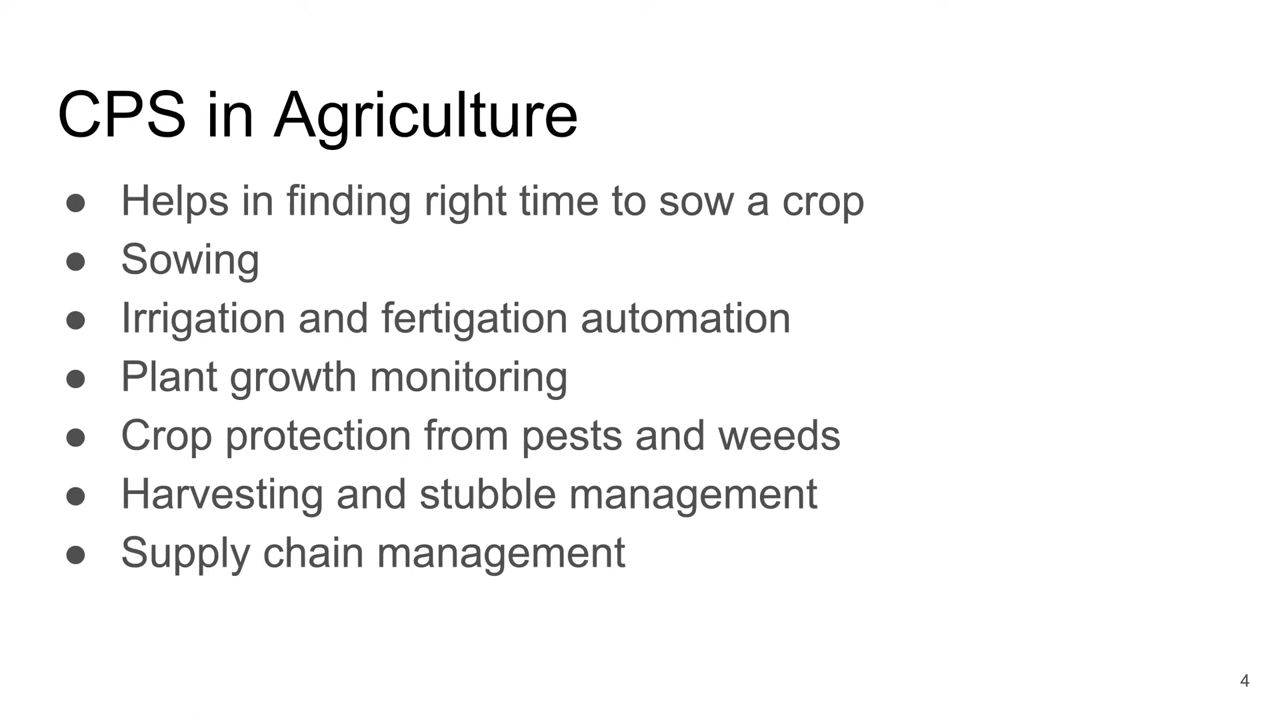 CPS in Agriculture
● Helps in finding right time to sow a crop
● Sowing
● Irrigation and fertigation automation
● Plant growth monitoring
● Crop protection from pests and weeds
● Harvesting and stubble management
● Supply chain management
4